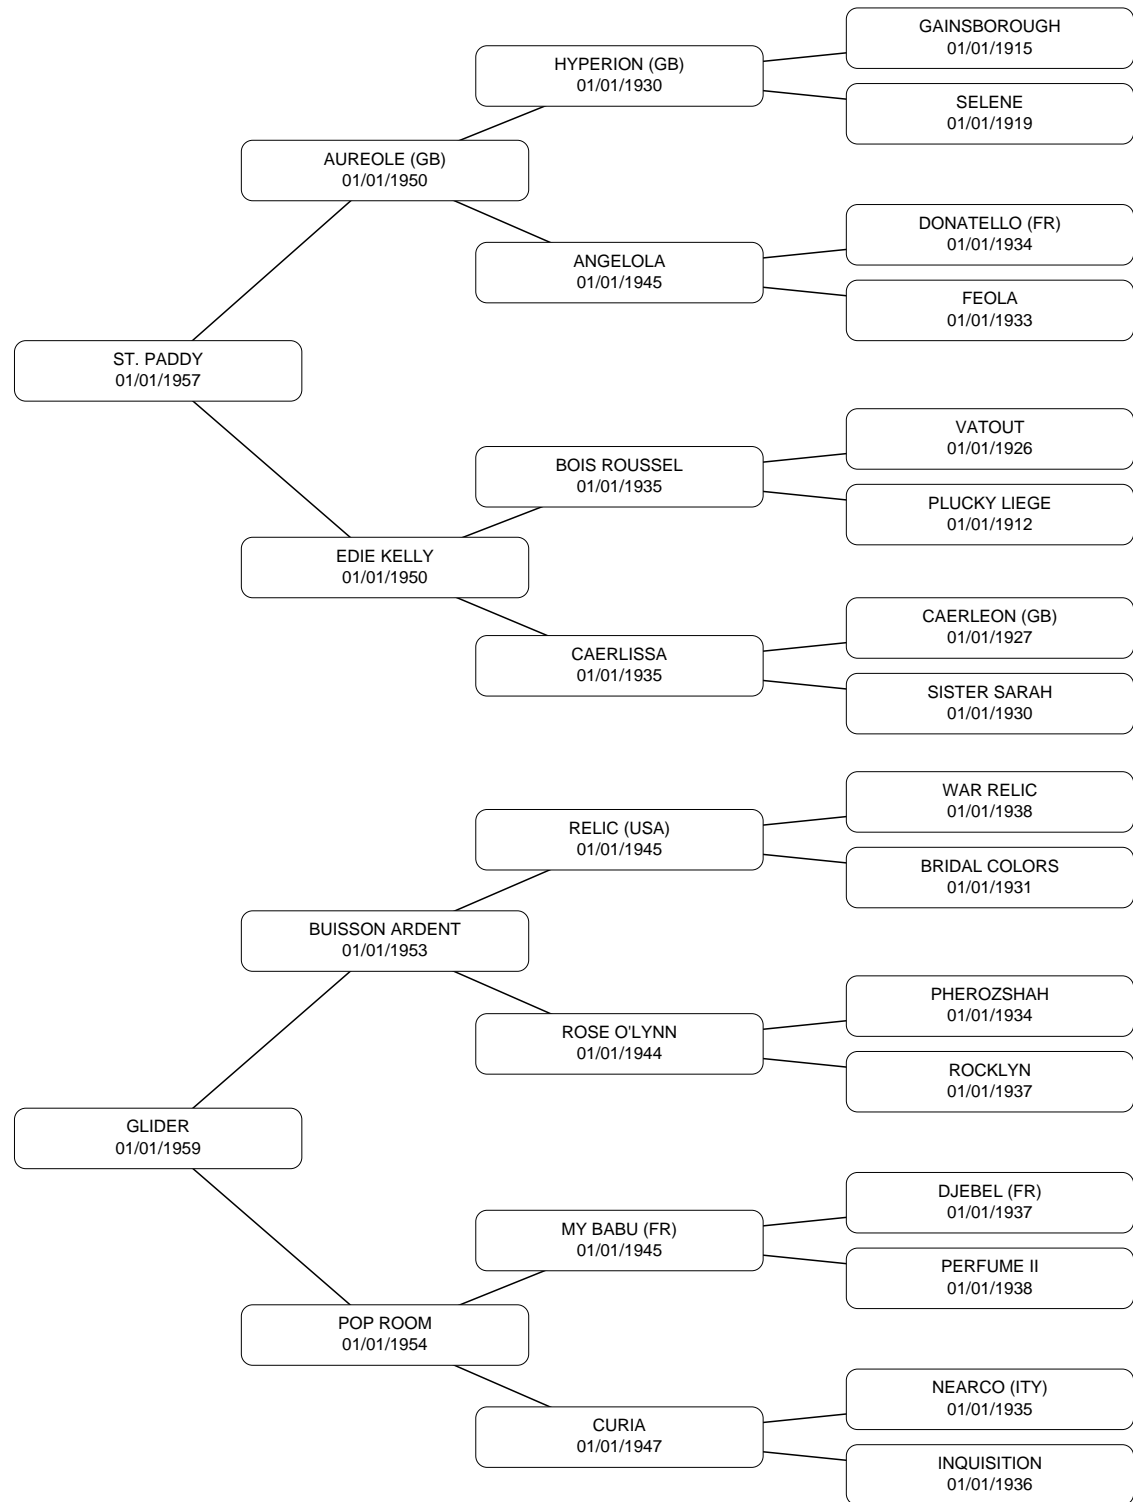 GAINSBOROUGH
01/01/1915
HYPERION (GB)
01/01/1930
SELENE
01/01/1919
AUREOLE (GB)
01/01/1950
DONATELLO (FR)
01/01/1934
ANGELOLA
01/01/1945
FEOLA
01/01/1933
ST. PADDY
01/01/1957
VATOUT
01/01/1926
BOIS ROUSSEL
01/01/1935
PLUCKY LIEGE
01/01/1912
EDIE KELLY
01/01/1950
CAERLEON (GB)
01/01/1927
CAERLISSA
01/01/1935
SISTER SARAH
01/01/1930
WAR RELIC
01/01/1938
RELIC (USA)
01/01/1945
BRIDAL COLORS
01/01/1931
BUISSON ARDENT
01/01/1953
PHEROZSHAH
01/01/1934
ROSE O'LYNN
01/01/1944
ROCKLYN
01/01/1937
GLIDER
01/01/1959
DJEBEL (FR)
01/01/1937
MY BABU (FR)
01/01/1945
PERFUME II
01/01/1938
POP ROOM
01/01/1954
NEARCO (ITY)
01/01/1935
CURIA
01/01/1947
INQUISITION
01/01/1936